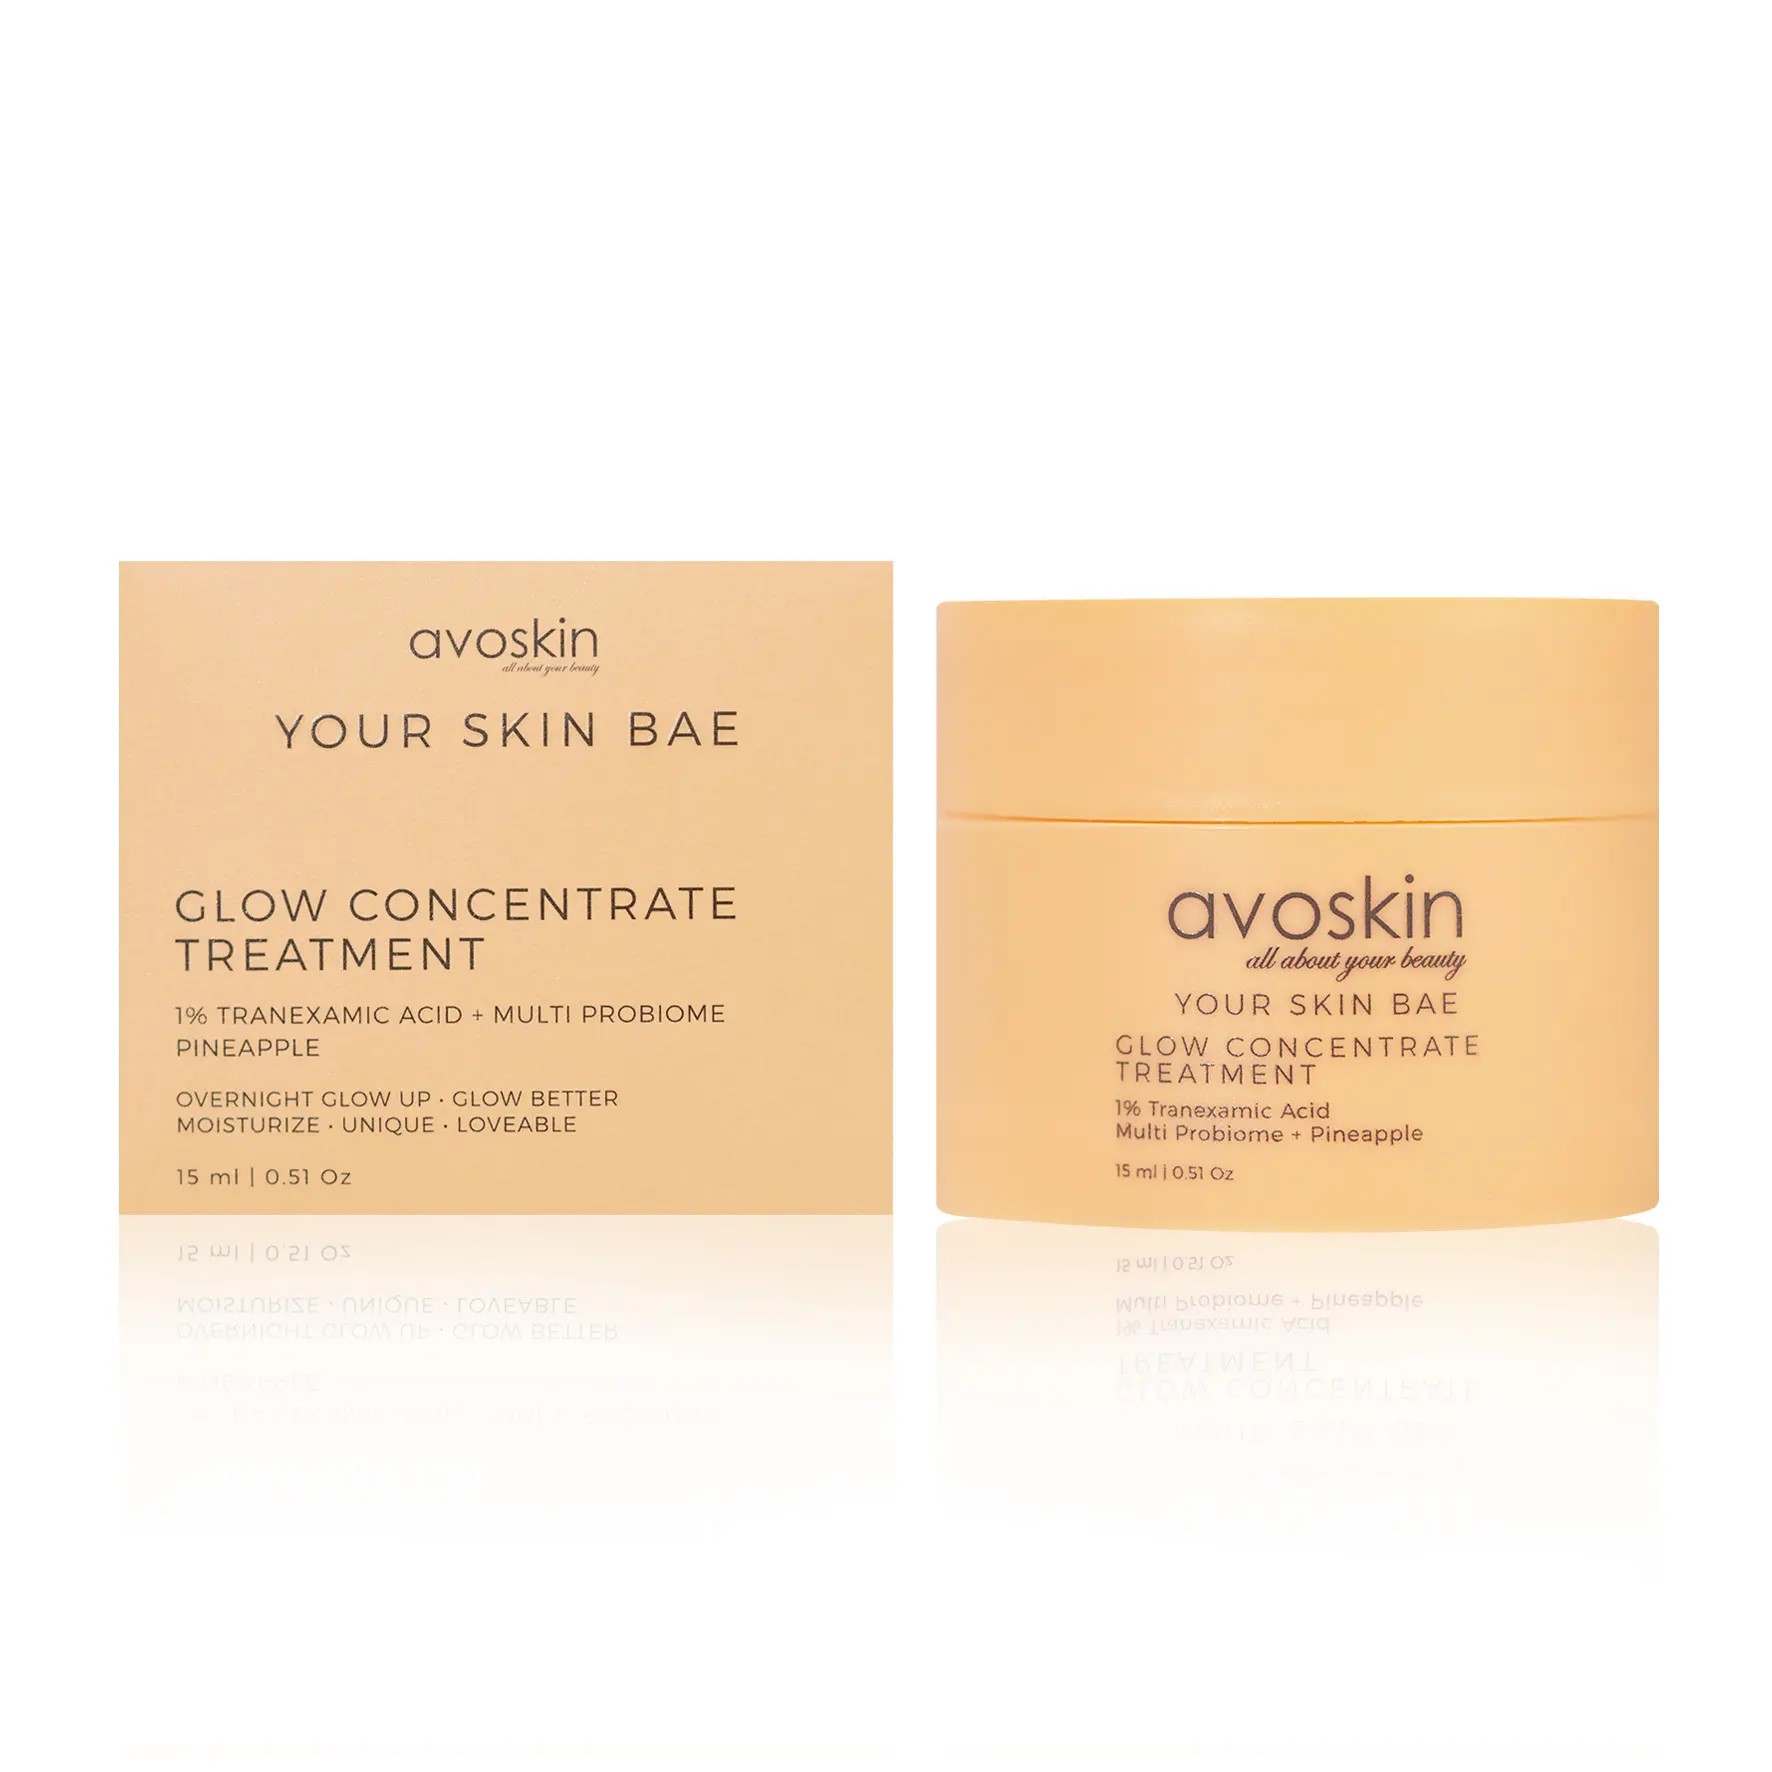 avoskin
all about your beauty
YOUR SKIN BAE
GLOW CONCENTRATE
TREATMENT
1% TRANEXAMIC ACID + MULTI PROBIOME
PINEAPPLE
OVERNIGHT GLOW UP · GLOW BETTER
MOISTURIZE · UNIQUE · LOVEABLE
15 ml | 0.51 Oz
avoskin
all about your beauty
YOUR SKIN BAE
GLOW CONCENTRATE
TREATMENT
1% Tranexamic Acid
Multi Probiome + Pineapple
15 ml | 0.51 Oz